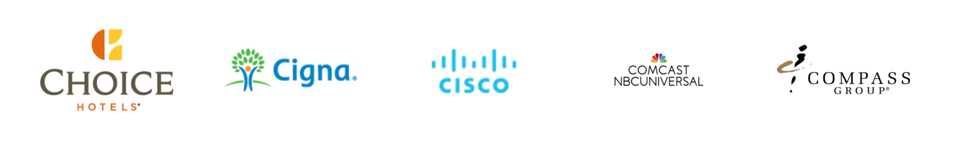 CHOICE
HOTELS®
Cigna®
CISCO
COMCAST
NBCUNIVERSAL
COMPASS
GROUP®